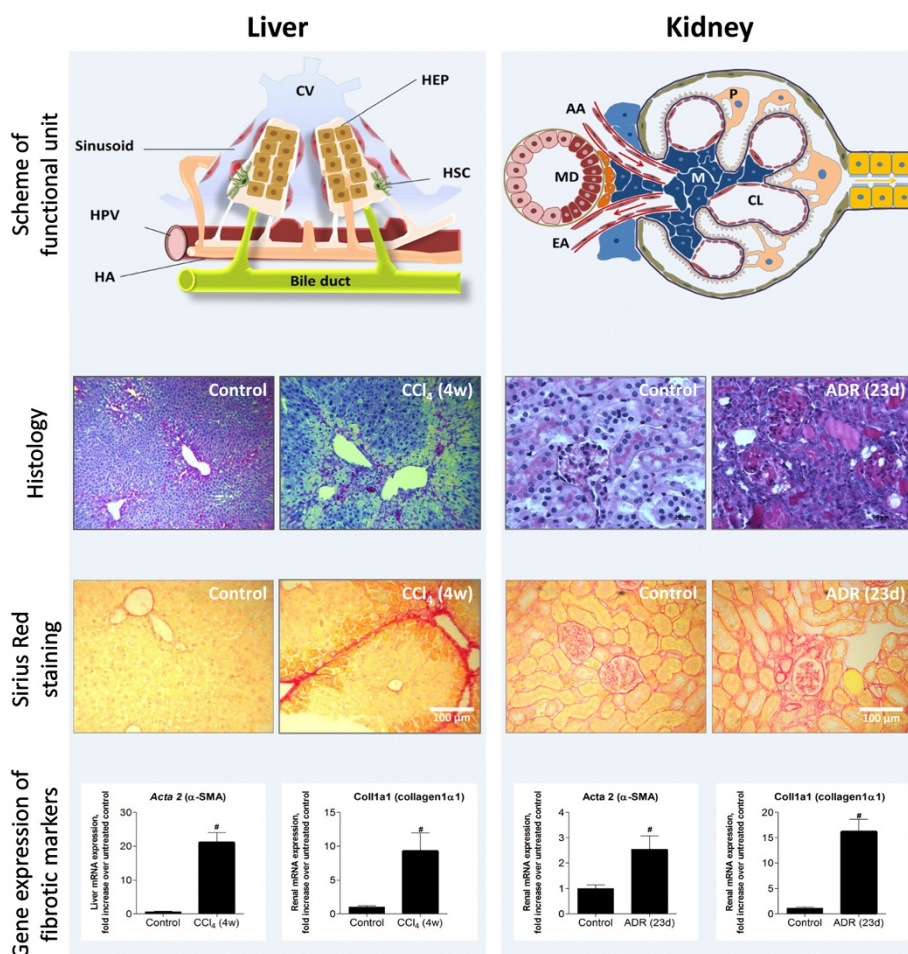 Liver
Kidney
Scheme of
functional unit
CV
HEP
Sinusoid
HSC
HPV
HA
Bile duct
AA
P
MD
M
CL
EA
Histology
Control
CCl₄ (4w)
Control
ADR (23d)
Sirius Red
staining
Control
CCl₄ (4w)
100 µm
Control
ADR (23d)
100 µm
Gene expression of
fibrotic markers
Acta 2 (α-SMA)
Liver mRNA expression,
fold increase over untreated control
30
20
10
0
#
Control
CCl₄ (4w)
Coll1a1 (collagen1α1)
Renal mRNA expression,
fold increase over untreated control
15
10
5
0
#
Control
CCl₄ (4w)
Acta 2 (α-SMA)
Renal mRNA expression,
fold increase over untreated control
4
3
2
1
0
#
Control
ADR (23d)
Coll1a1 (collagen1α1)
Renal mRNA expression,
fold increase over untreated control
20
15
10
5
0
#
Control
ADR (23d)